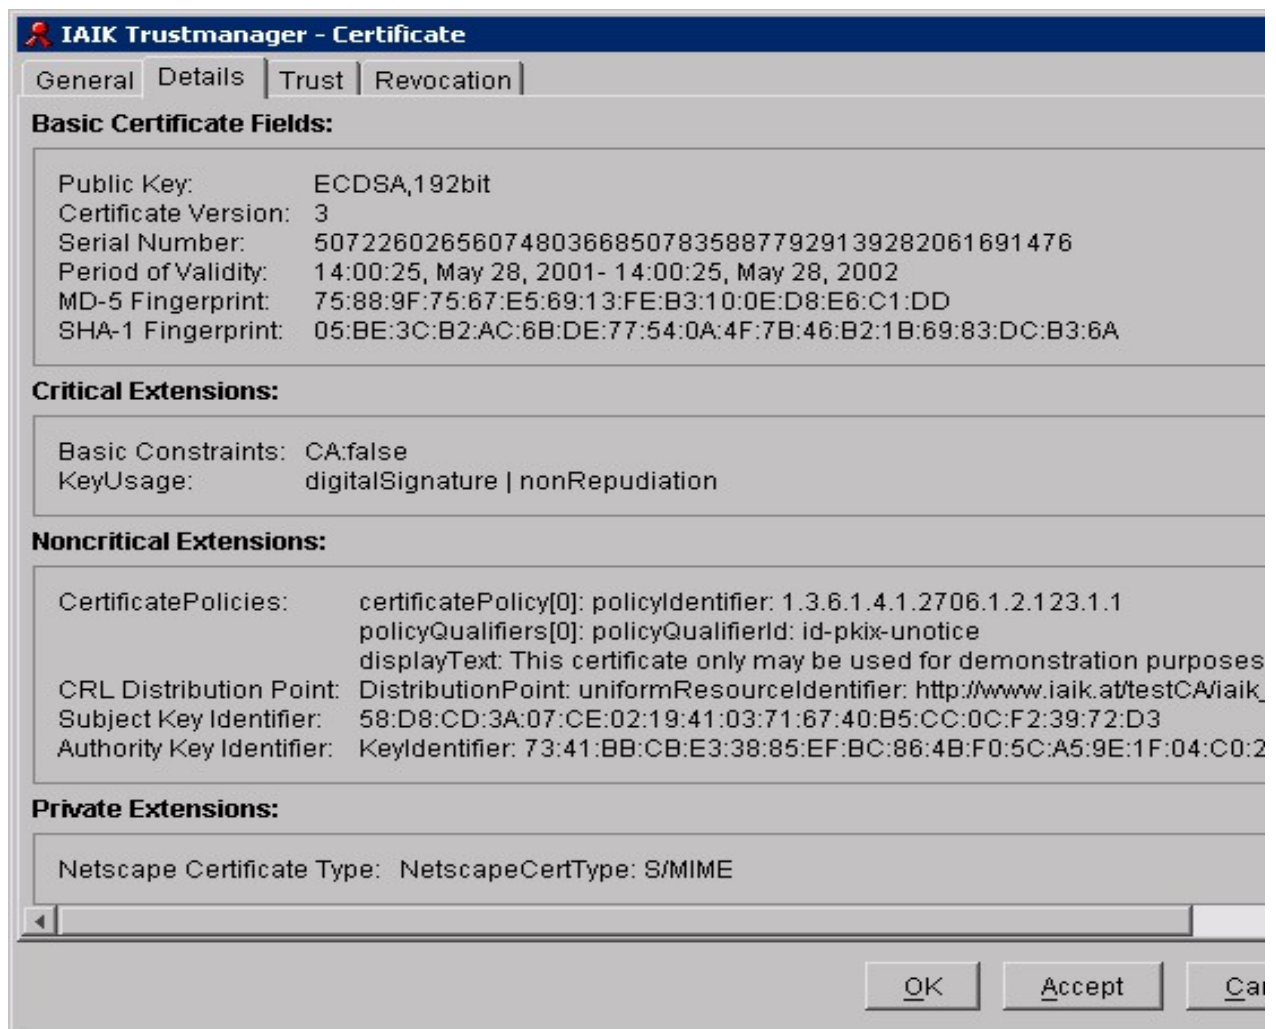 IAIK Trustmanager - Certificate
General Details Trust Revocation
Basic Certificate Fields:
Public Key: ECDSA,192bit
Certificate Version: 3
Serial Number: 507226026560748036685078358877929139282061691476
Period of Validity: 14:00:25, May 28, 2001- 14:00:25, May 28, 2002
MD-5 Fingerprint: 75:88:9F:75:67:E5:69:13:FE:B3:10:0E:D8:E6:C1:DD
SHA-1 Fingerprint: 05:BE:3C:B2:AC:6B:DE:77:54:0A:4F:7B:46:B2:1B:69:83:DC:B3:6A
Critical Extensions:
Basic Constraints: CA:false
KeyUsage: digitalSignature | nonRepudiation
Noncritical Extensions:
CertificatePolicies: certificatePolicy[0]: policyIdentifier: 1.3.6.1.4.1.2706.1.2.123.1.1
policyQualifiers[0]: policyQualifierId: id-pkix-unotice
displayText: This certificate only may be used for demonstration purposes
CRL Distribution Point: DistributionPoint: uniformResourceIdentifier: http://www.iaik.at/testCA/iaik_
Subject Key Identifier: 58:D8:CD:3A:07:CE:02:19:41:03:71:67:40:B5:CC:0C:F2:39:72:D3
Authority Key Identifier: KeyIdentifier: 73:41:BB:CB:E3:38:85:EF:BC:86:4B:F0:5C:A5:9E:1F:04:C0:2
Private Extensions:
Netscape Certificate Type: NetscapeCertType: S/MIME
OK Accept Ca